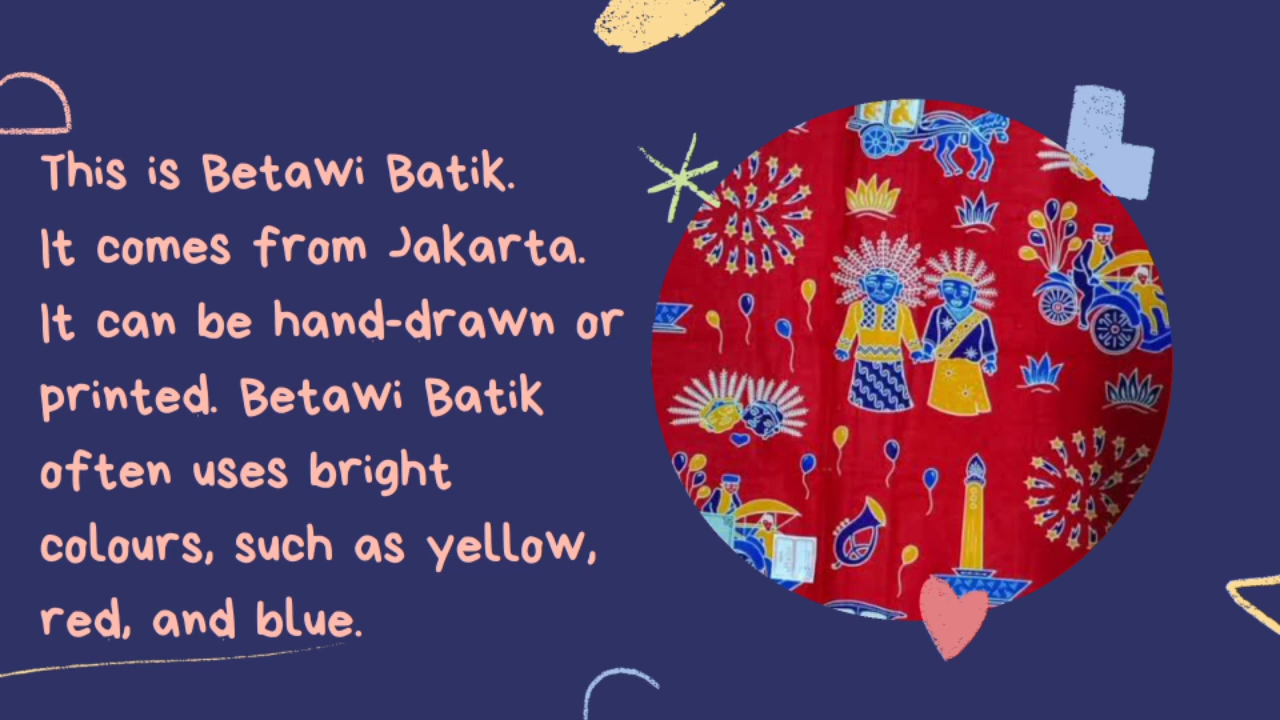 This is Betawi Batik.
It comes from Jakarta.
It can be hand-drawn or
printed. Betawi Batik
often uses bright
colours, such as yellow,
red, and blue.